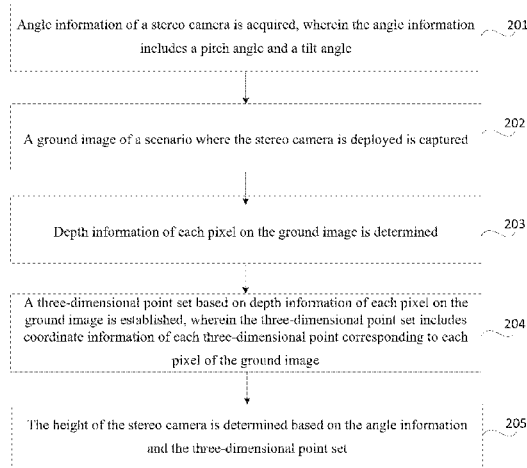 Angle information of a stereo camera is acquired, wherein the angle information
includes a pitch angle and a tilt angle
201
A ground image of a scenario where the stereo camera is deployed is captured
202
Depth information of each pixel on the ground image is determined
203
A three-dimensional point set based on depth information of each pixel on the
ground image is established, wherein the three-dimensional point set includes
coordinate information of each three-dimensional point corresponding to each
pixel of the ground image
204
The height of the stereo camera is determined based on the angle information
and the three-dimensional point set
205